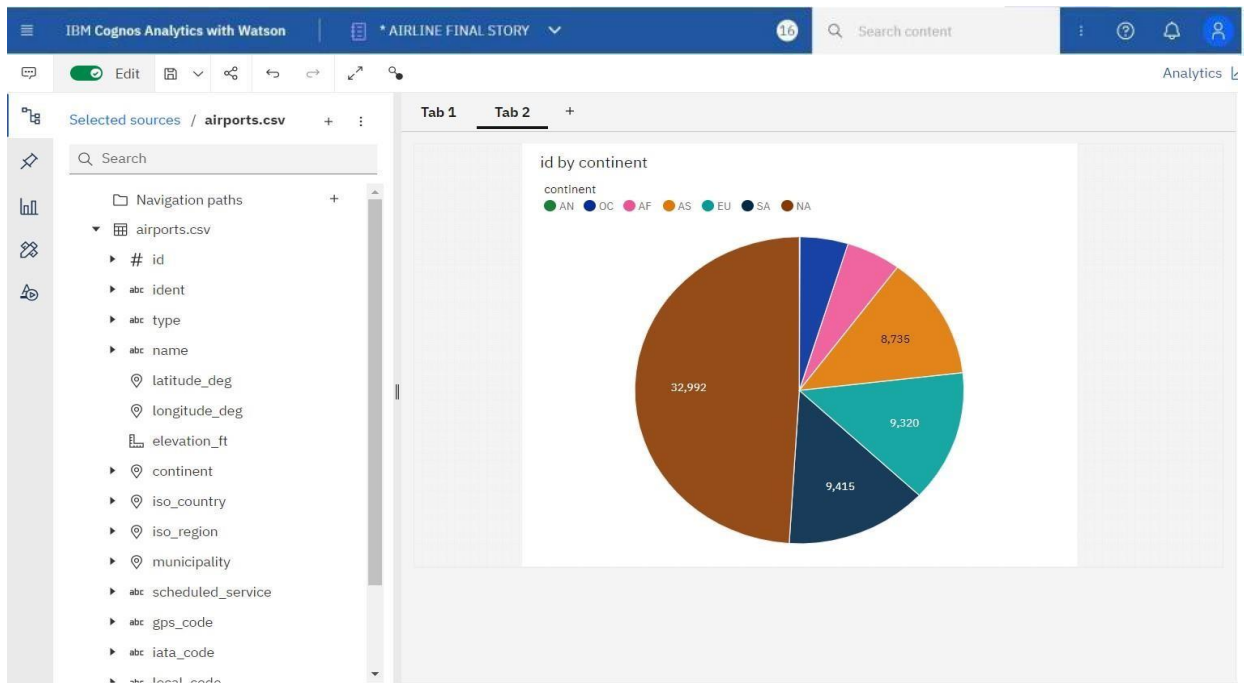 IBM Cognos Analytics with Watson
* AIRLINE FINAL STORY
16
Search content
Edit
Analytics
Selected sources / airports.csv
Tab 1 Tab 2 +
Search
Navigation paths +
airports.csv
# id
abc ident
abc type
abc name
latitude_deg
longitude_deg
elevation_ft
continent
iso_country
iso_region
municipality
abc scheduled_service
abc gps_code
abc iata_code
abc local_code
id by continent
continent
AN OC AF AS EU SA NA
8,735
32,992
9,320
9,415